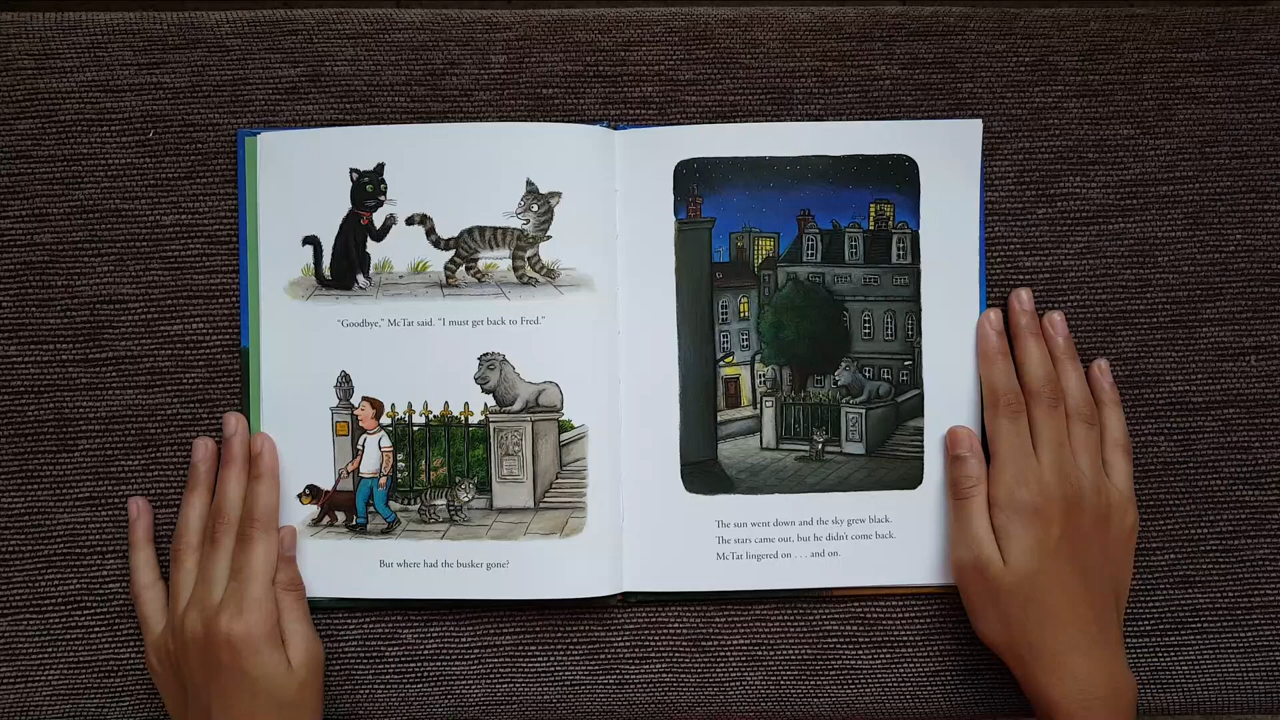 “Goodbye,” McTat said. “I must get back to Fred.”
But where had the busker gone?
The sun went down and the sky grew black.
The stars came out, but he didn’t come back.
McTat lingered on . . . and on.